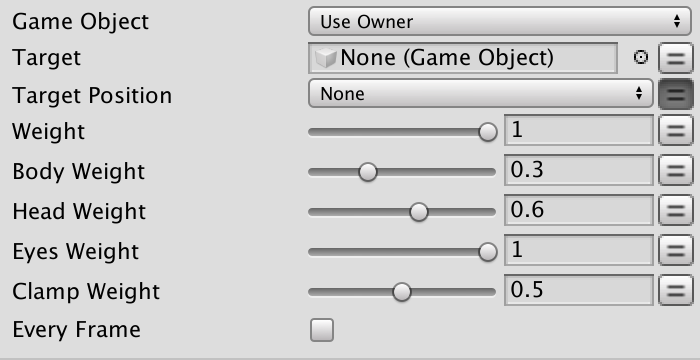 Game Object Use Owner
Target None (Game Object)
Target Position None
Weight 1
Body Weight 0.3
Head Weight 0.6
Eyes Weight 1
Clamp Weight 0.5
Every Frame